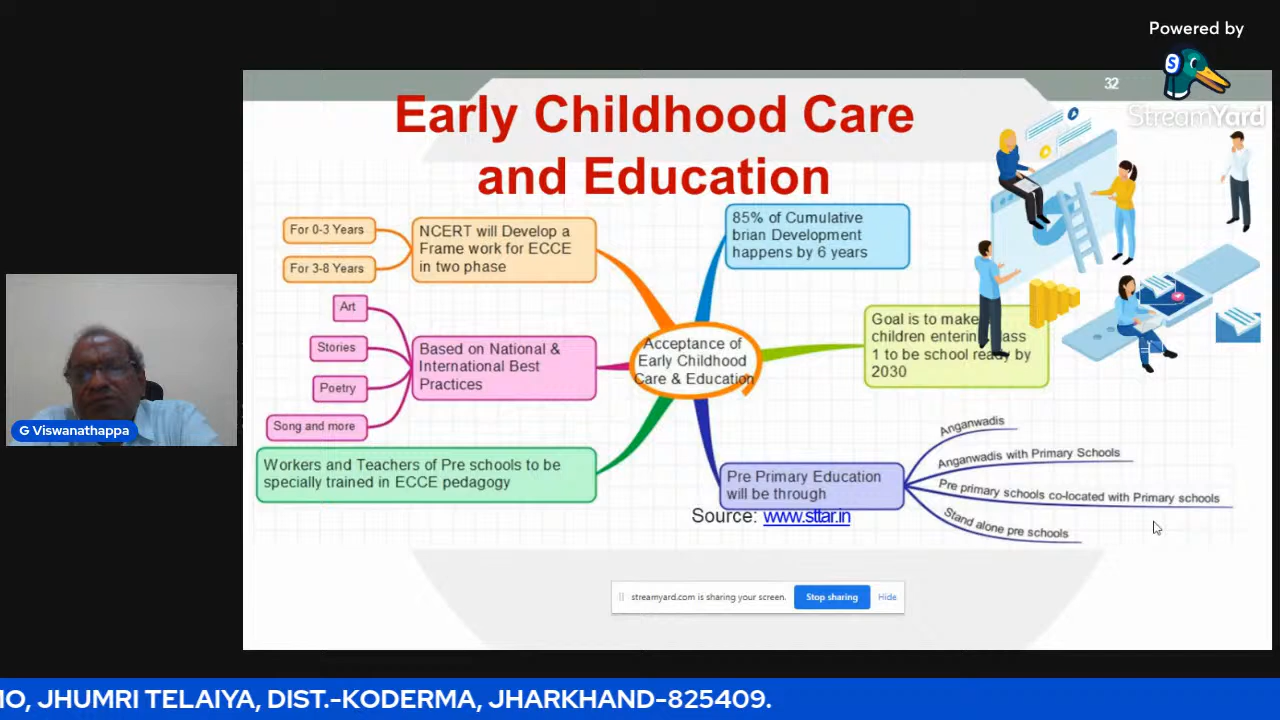 Powered by
StreamYard
32
Early Childhood Care
and Education
For 0-3 Years
For 3-8 Years
NCERT will Develop a
Frame work for ECCE
in two phase
85% of Cumulative
brian Development
happens by 6 years
Art
Stories
Poetry
Song and more
Based on National &
International Best
Practices
Acceptance of
Early Childhood
Care & Education
Goal is to make
children entering
1 to be school ready by
2030
Workers and Teachers of Pre schools to be
specially trained in ECCE pedagogy
Pre Primary Education
will be through
Anganwadis
Anganwadis with Primary Schools
Pre primary schools co-located with Primary schools
Stand alone pre schools
Source: www.sttar.in
G Viswanathappa
streamyard.com is sharing your screen.
Stop sharing
Hide
JHUMRI TELAIYA, DIST.-KODERMA, JHARKHAND-825409.